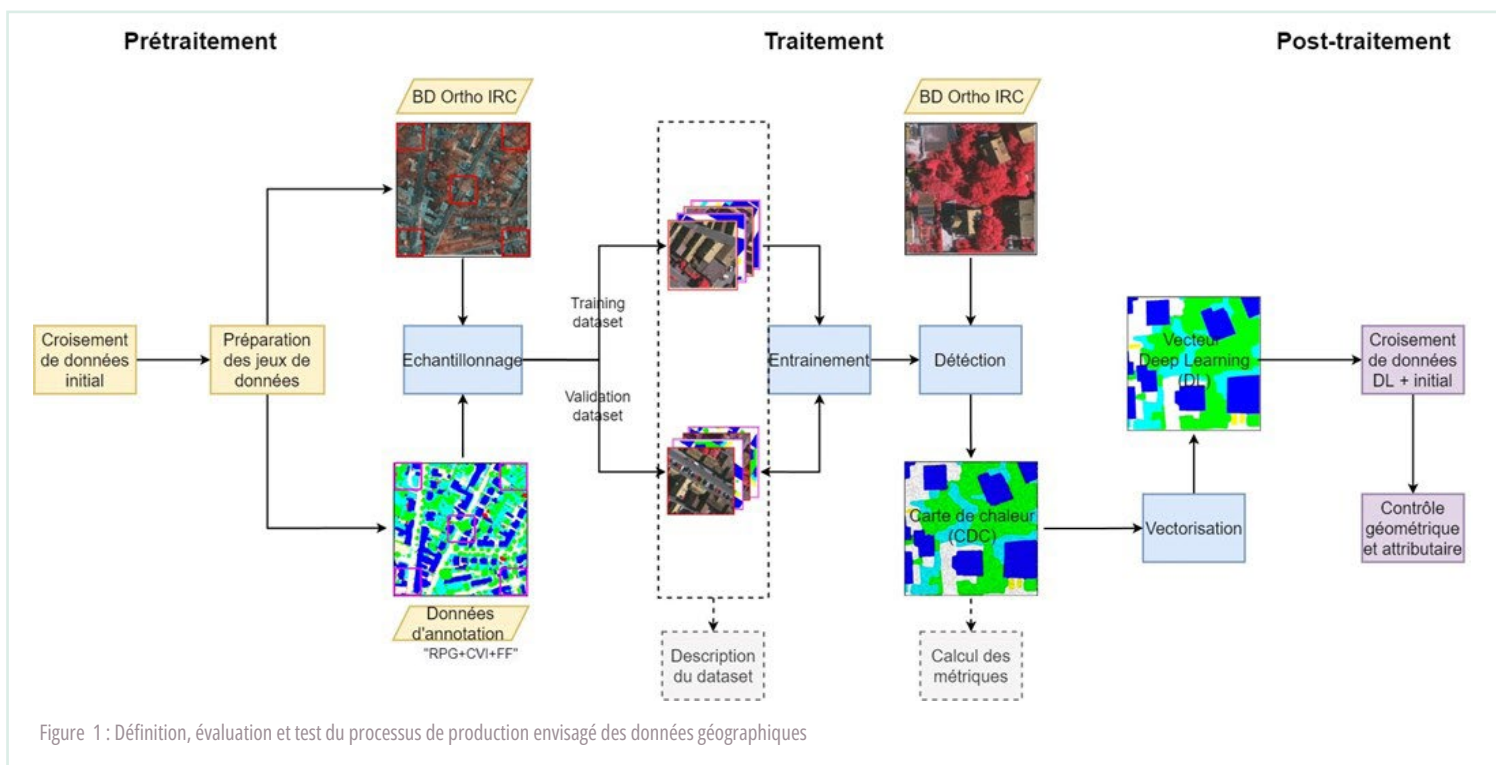 Prétraitement
Traitement
Post-traitement
BD Ortho IRC
BD Ortho IRC
Croisement
de données
initial
Préparation
des jeux de
données
Echantillonnage
Training
dataset
Validation
dataset
Entrainement
Détéction
Vecteur
Deep Learning
(DL)
Croisement
de données
DL + initial
Carte de chaleur
(CDC)
Vectorisation
Contrôle
géométrique
et attributaire
Données
d'annotation
"RPG+CVI+FF"
Description
du dataset
Calcul des
métriques
Figure 1 : Définition, évaluation et test du processus de production envisagé des données géographiques